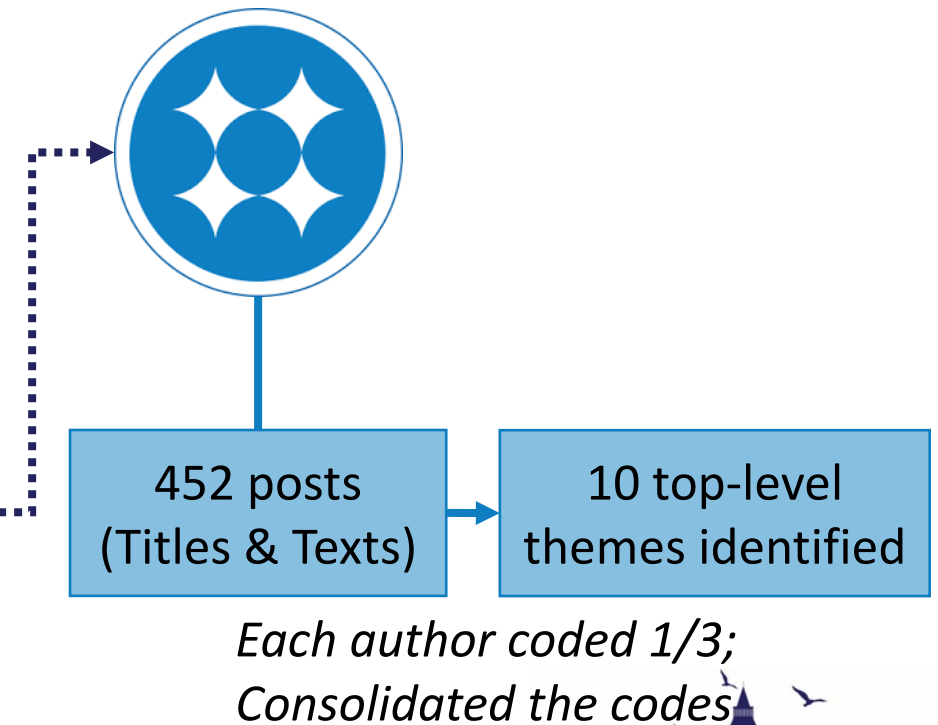 452 posts
(Titles & Texts)
10 top-level
themes identified
Each author coded 1/3;
Consolidated the codes